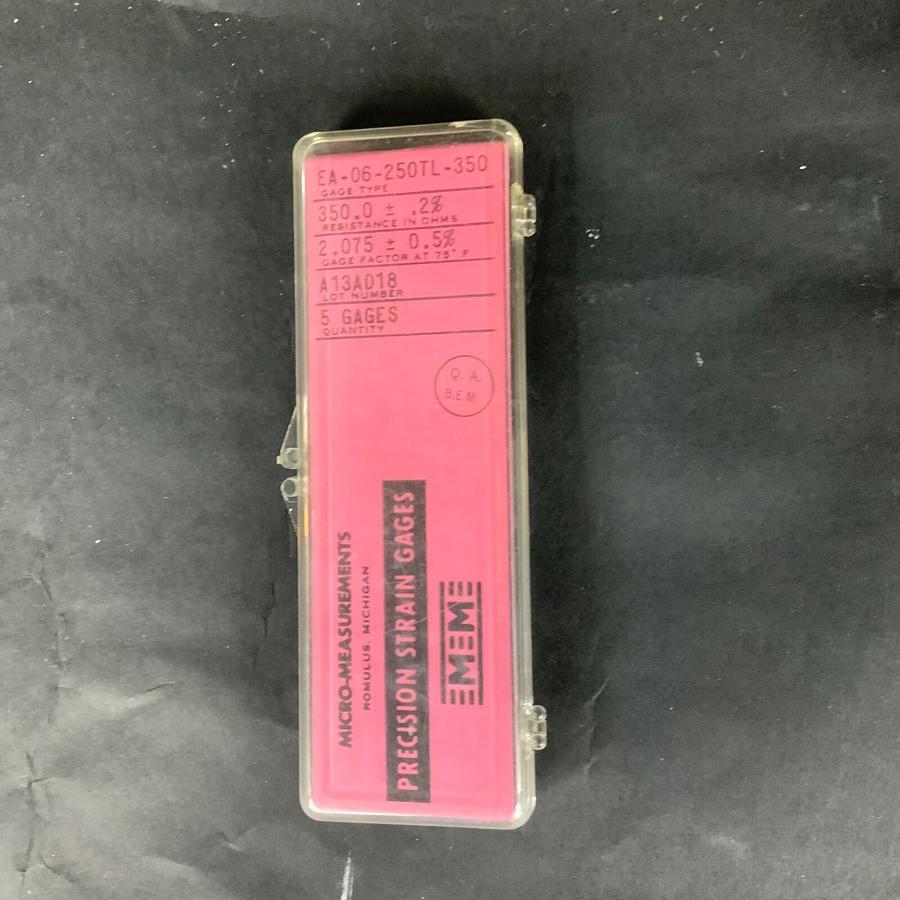 EA-06-250TL-350
GAGE TYPE
350.0 ± .2%
RESISTANCE IN OHMS
2.075 ± 0.5%
GAGE FACTOR AT 75° F
A13AD18
LOT NUMBER
5 GAGES
QUANTITY
Q. A.
B.E.M.
MICRO-MEASUREMENTS
ROMULUS, MICHIGAN
PRECISION STRAIN GAGES
MM